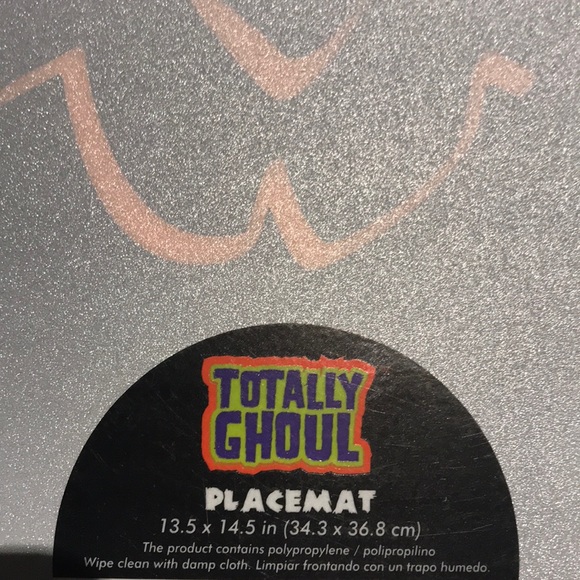 TOTALLY
GHOUL
PLACEMAT
13.5 x 14.5 in (34.3 x 36.8 cm)
The product contains polypropylene / polipropilino
Wipe clean with damp cloth. Limpiar frontando con un trapo humedo.